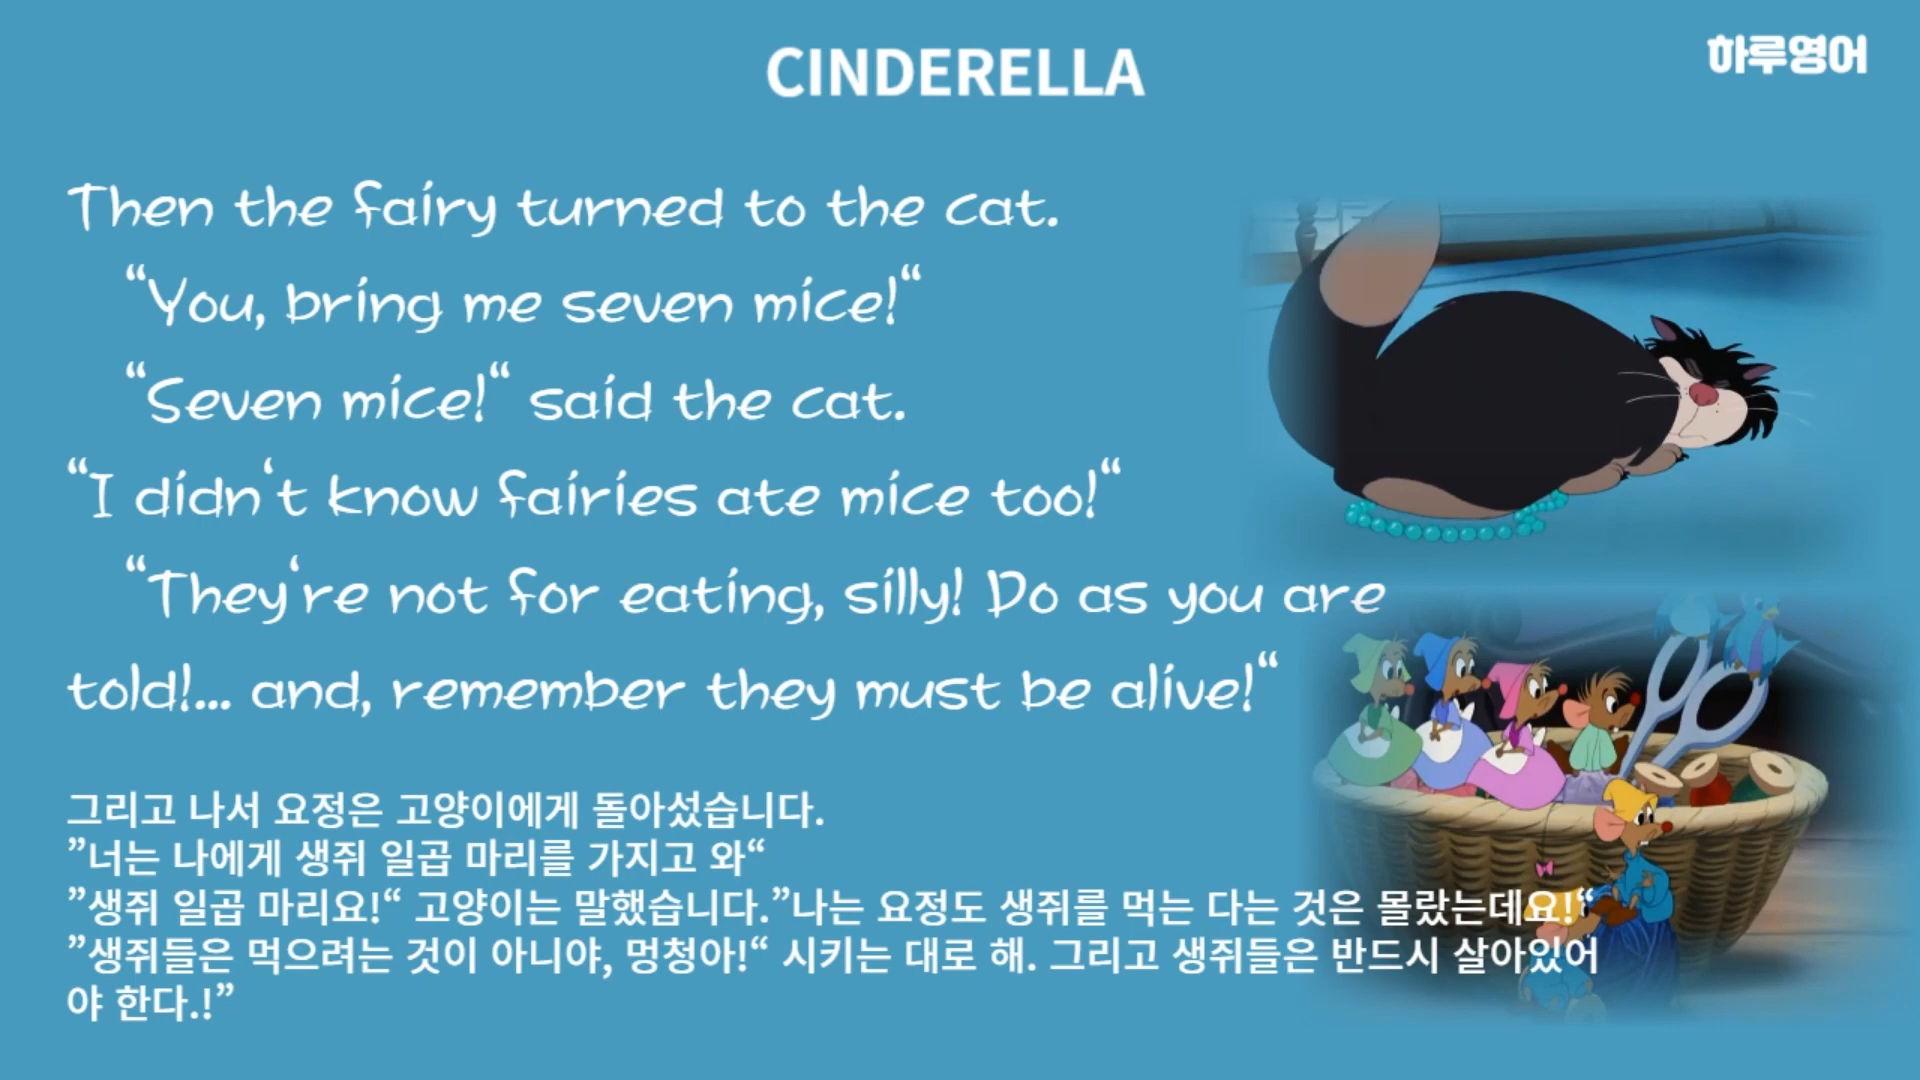 CINDERELLA
하루영어
Then the fairy turned to the cat.
“You, bring me seven mice!“
“Seven mice!“ said the cat.
“I didn‘t know fairies ate mice too!“
“They‘re not for eating, silly! Do as you are
told!... and, remember they must be alive!“
그리고 나서 요정은 고양이에게 돌아섰습니다.
”너는 나에게 생쥐 일곱 마리를 가지고 와“
”생쥐 일곱 마리요!“ 고양이는 말했습니다.”나는 요정도 생쥐를 먹는 다는 것은 몰랐는데요!“
”생쥐들은 먹으려는 것이 아니야, 멍청아!“ 시키는 대로 해. 그리고 생쥐들은 반드시 살아있어
야 한다.!”